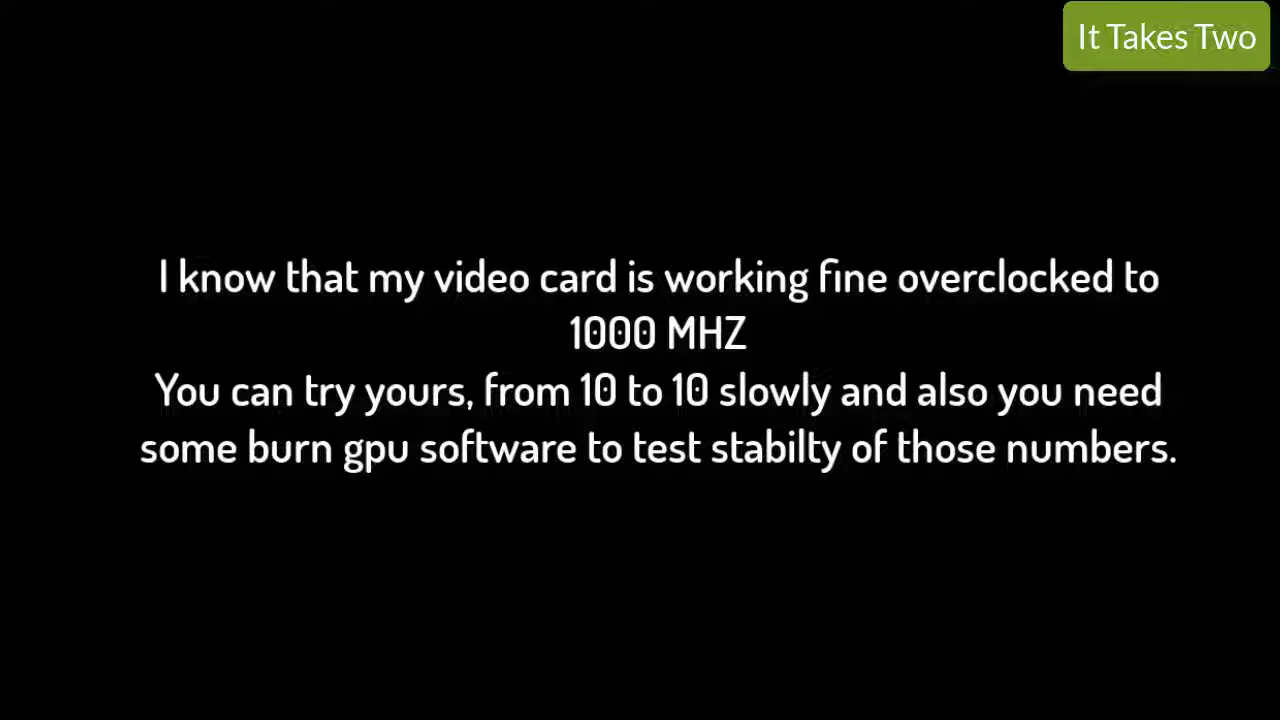 It Takes Two
I know that my video card is working fine overclocked to
1000 MHZ
You can try yours, from 10 to 10 slowly and also you need
some burn gpu software to test stabilty of those numbers.